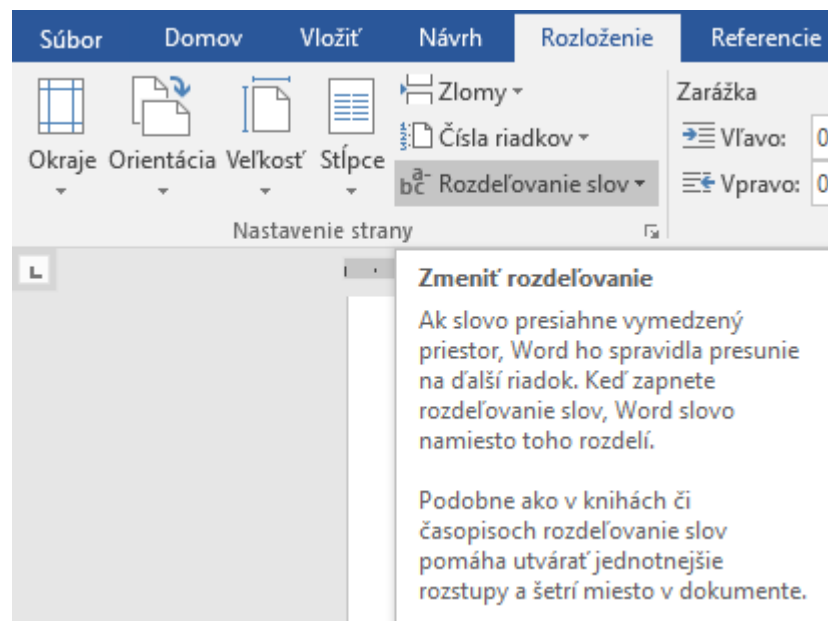 Súbor Domov Vložiť Návrh Rozloženie Referencie
Okraje Orientácia Veľkosť Stĺpce
Zlomy
Čísla riadkov
Rozdeľovanie slov
Nastavenie strany
Zarážka
Vľavo: 0
Vpravo: 0
Zmeniť rozdeľovanie
Ak slovo presiahne vymedzený
priestor, Word ho spravidla presunie
na ďalší riadok. Keď zapnete
rozdeľovanie slov, Word slovo
namiesto toho rozdelí.
Podobne ako v knihách či
časopisoch rozdeľovanie slov
pomáha utvárať jednotnejšie
rozstupy a šetrí miesto v dokumente.